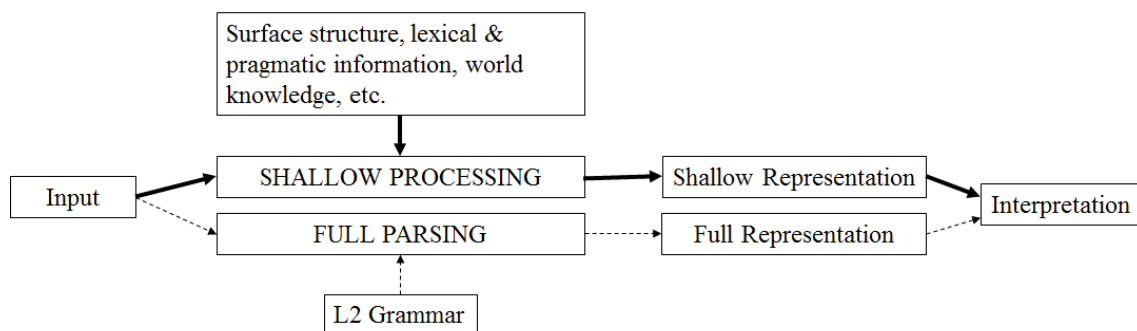 Surface structure, lexical &
pragmatic information, world
knowledge, etc.
Input
SHALLOW PROCESSING
Shallow Representation
Interpretation
FULL PARSING
Full Representation
L2 Grammar